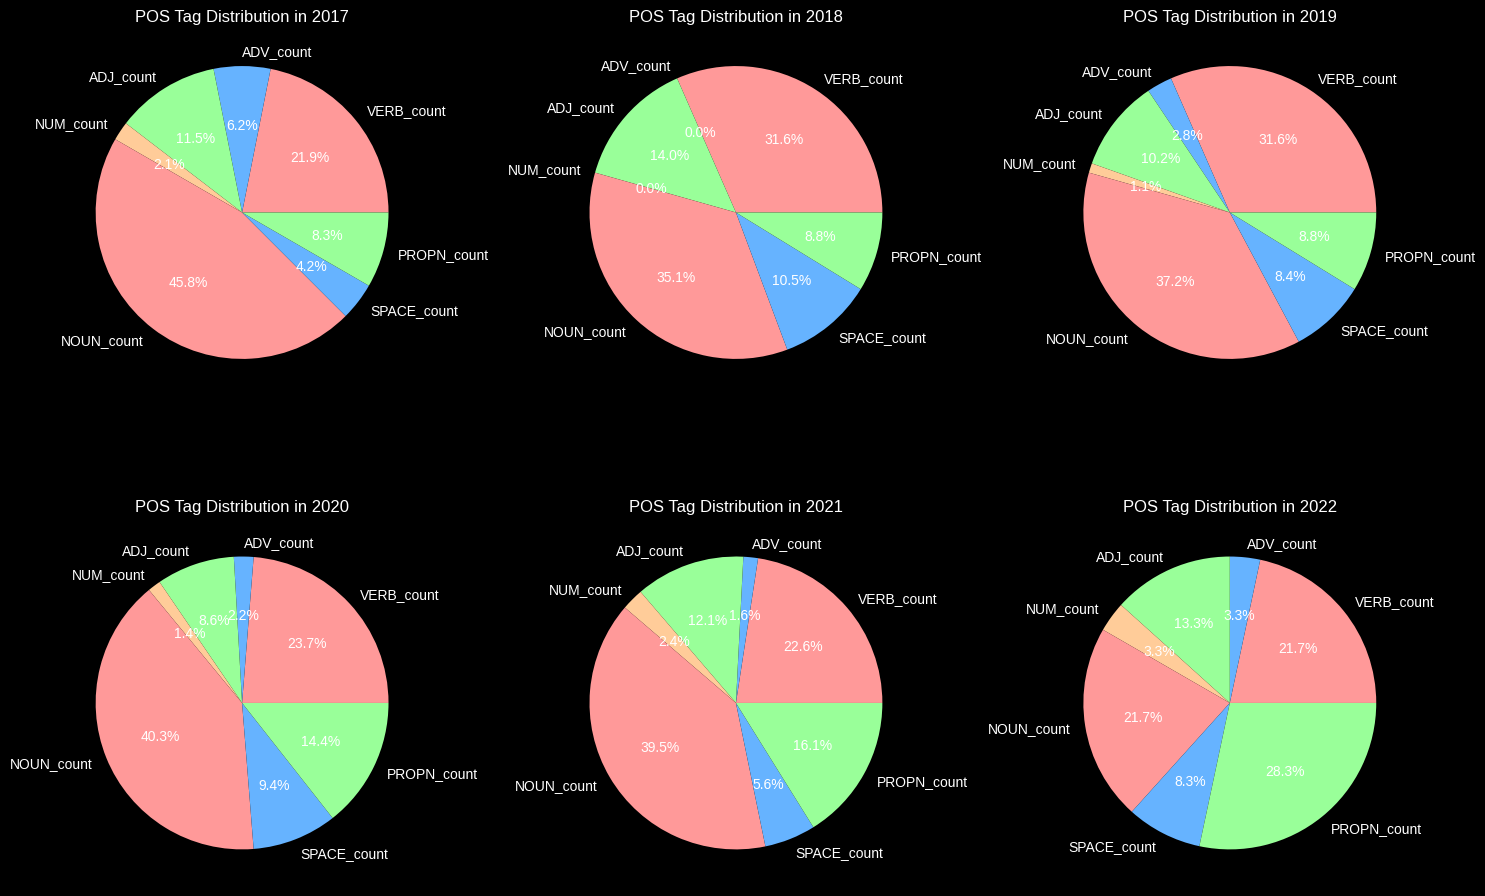 POS Tag Distribution in 2017
ADV_count
ADJ_count
VERB_count
NUM_count
6.2%
11.5%
21.9%
2.1%
8.3%
4.2%
45.8%
PROPN_count
SPACE_count
NOUN_count
POS Tag Distribution in 2018
ADV_count
VERB_count
ADJ_count
0.0%
31.6%
14.0%
NUM_count
0.0%
8.8%
PROPN_count
35.1%
10.5%
NOUN_count
SPACE_count
POS Tag Distribution in 2019
ADV_count
VERB_count
ADJ_count
2.8%
31.6%
10.2%
NUM_count
1.1%
8.8%
PROPN_count
37.2%
8.4%
SPACE_count
NOUN_count
POS Tag Distribution in 2020
ADV_count
ADJ_count
NUM_count
VERB_count
2.2%
8.6%
1.4%
23.7%
40.3%
14.4%
NOUN_count
PROPN_count
9.4%
SPACE_count
POS Tag Distribution in 2021
ADV_count
ADJ_count
NUM_count
VERB_count
1.6%
12.1%
2.4%
22.6%
39.5%
16.1%
NOUN_count
PROPN_count
5.6%
SPACE_count
POS Tag Distribution in 2022
ADV_count
ADJ_count
VERB_count
NUM_count
3.3%
13.3%
21.7%
3.3%
21.7%
NOUN_count
28.3%
8.3%
PROPN_count
SPACE_count